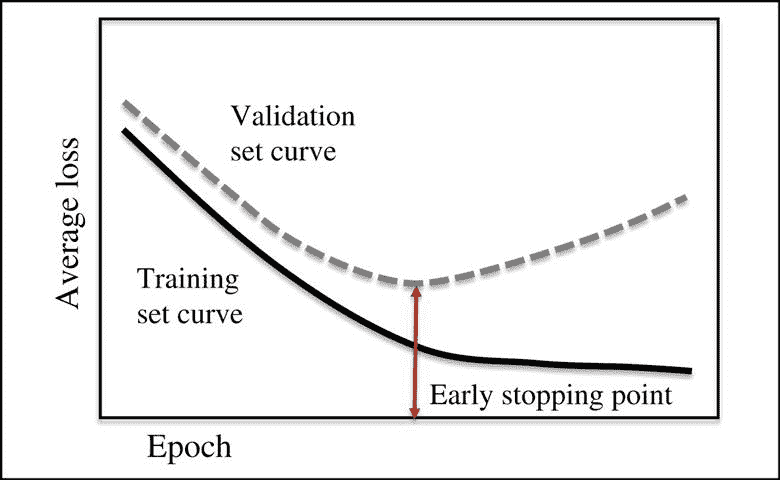 Validation
set curve
Average loss
Training
set curve
Early stopping point
Epoch